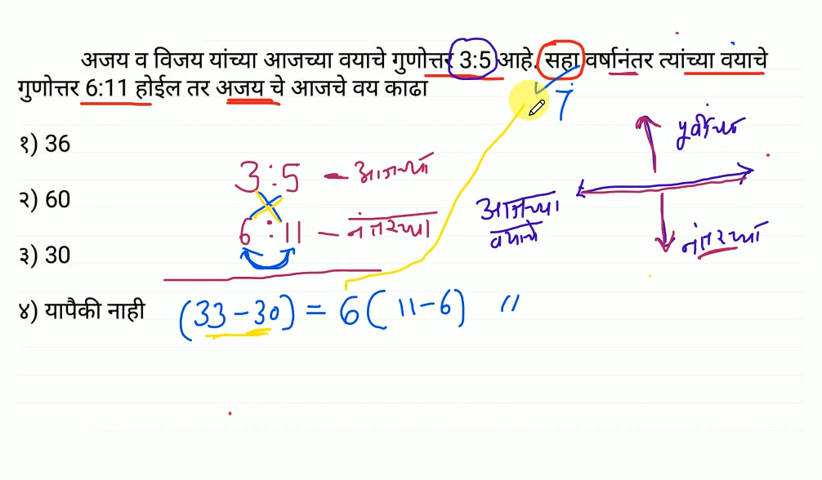 अजय व विजय यांच्या आजच्या वयाचे गुणोत्तर 3:5 आहे. सहा वर्षानंतर त्यांच्या वयाचे
गुणोत्तर 6:11 होईल तर अजय चे आजचे वय काढा
7
१) 36
3:5 - आजच्या
पूर्वीच्या
२) 60
6:11 - नंतरच्या
आजच्या
वयाचे
नंतरच्या
३) 30
४) यापैकी नाही
(33-30) = 6(11-6) "